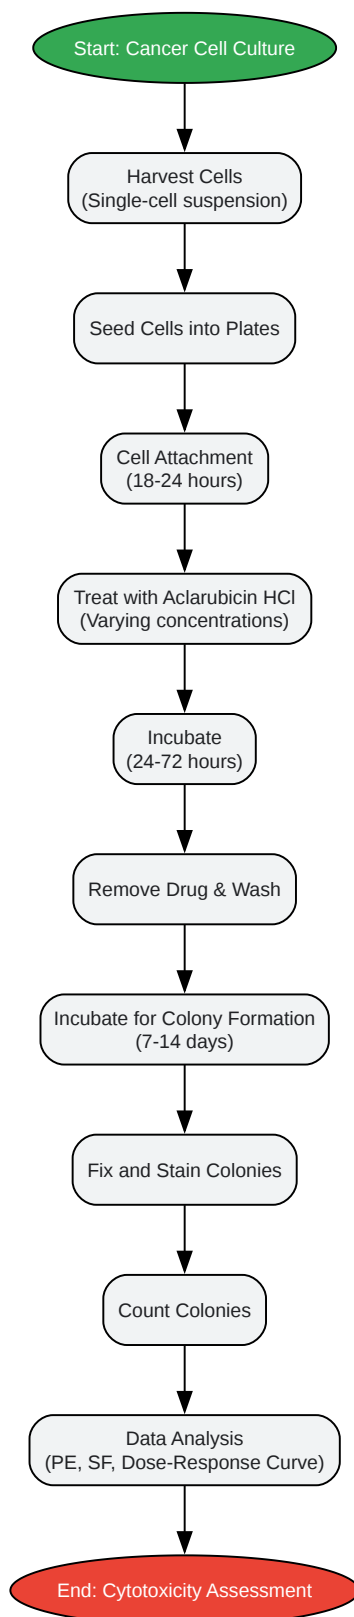 Start: Cancer Cell Culture
Harvest Cells
(Single-cell suspension)
Seed Cells into Plates
Cell Attachment
(18-24 hours)
Treat with Aclarubicin HCl
(Varying concentrations)
Incubate
(24-72 hours)
Remove Drug & Wash
Incubate for Colony Formation
(7-14 days)
Fix and Stain Colonies
Count Colonies
Data Analysis
(PE, SF, Dose-Response Curve)
End: Cytotoxicity Assessment